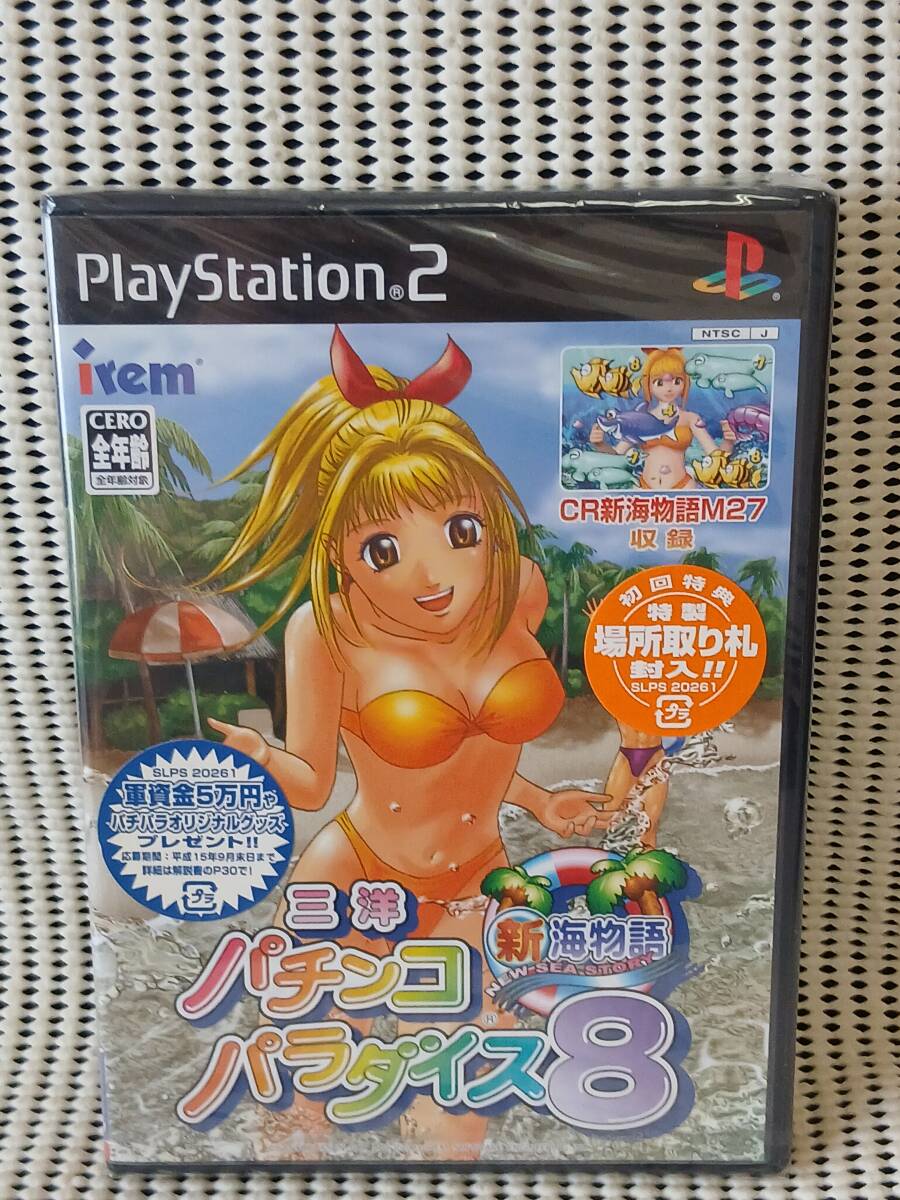 PlayStation®2
NTSC J
irem®
CERO
全年齢
全年齢対象
CR新海物語M27
収録
初回特典
特製
場所取り札
封入!!
SLPS 20261
プラ
SLPS 20261
軍資金5万円や
パチパラオリジナルグッズ
プレゼント!!
応募期間:平成15年9月末日まで
詳細は解説書のP30で!
プラ
三洋
新海物語
NEW-SEA-STORY
パチンコ®
パラダイス8